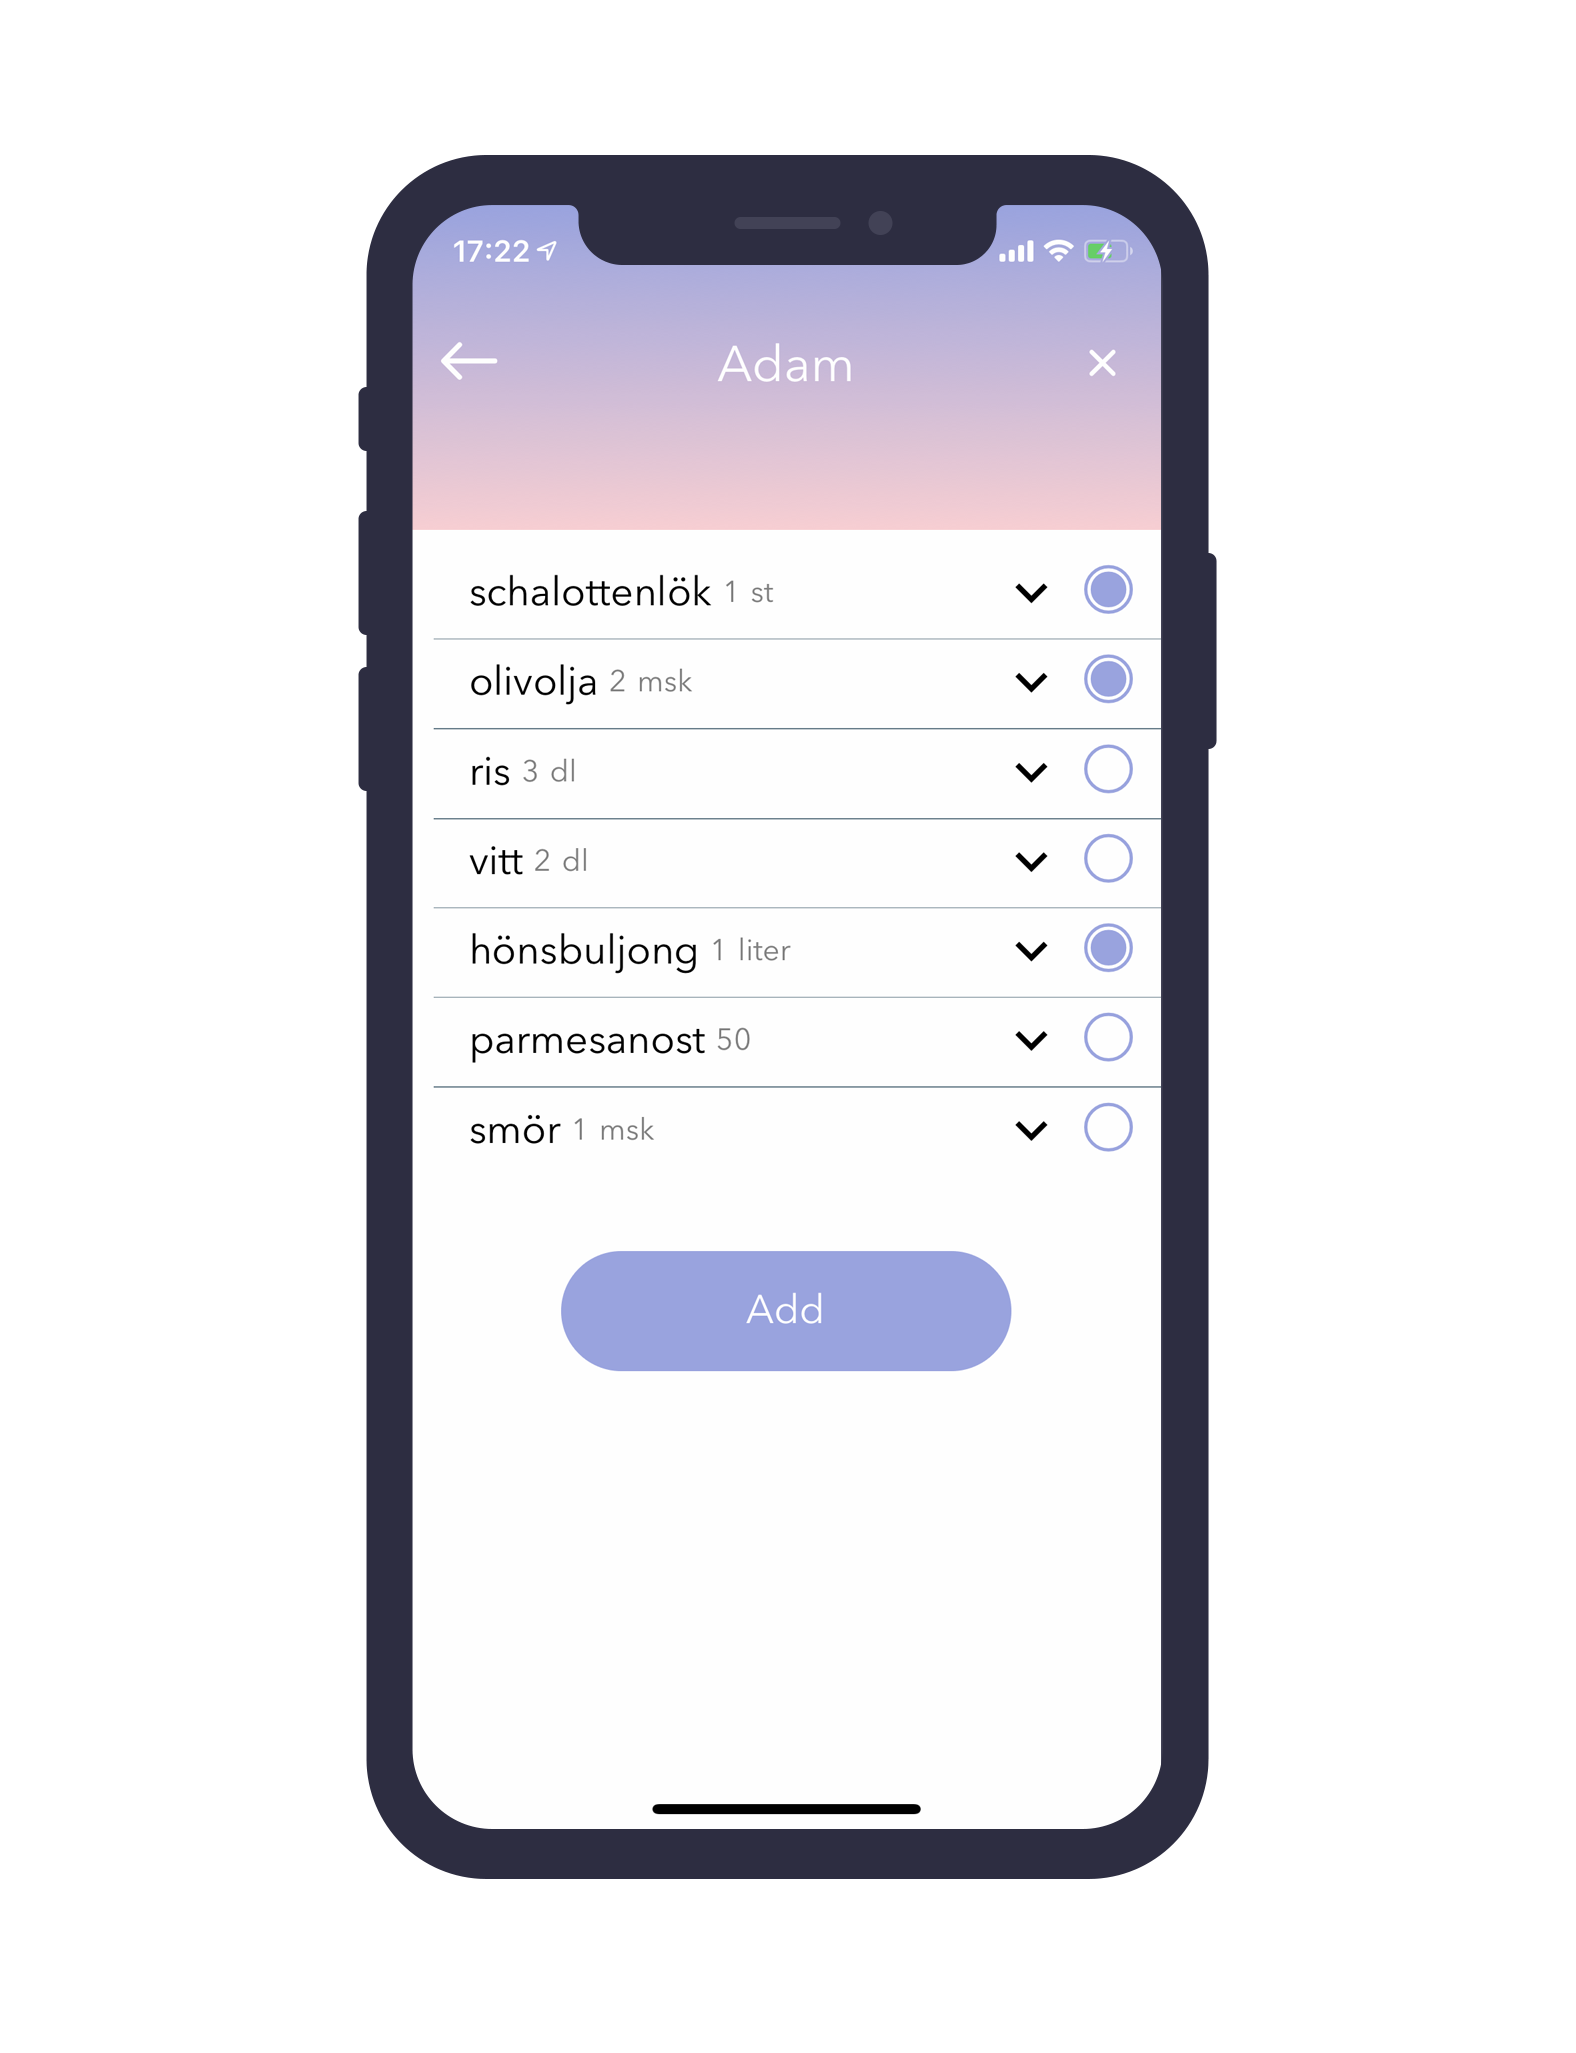 17:22
Adam
schalottenlök 1 st
olivolja 2 msk
ris 3 dl
vitt 2 dl
hönsbuljong 1 liter
parmesanost 50
smör 1 msk
Add